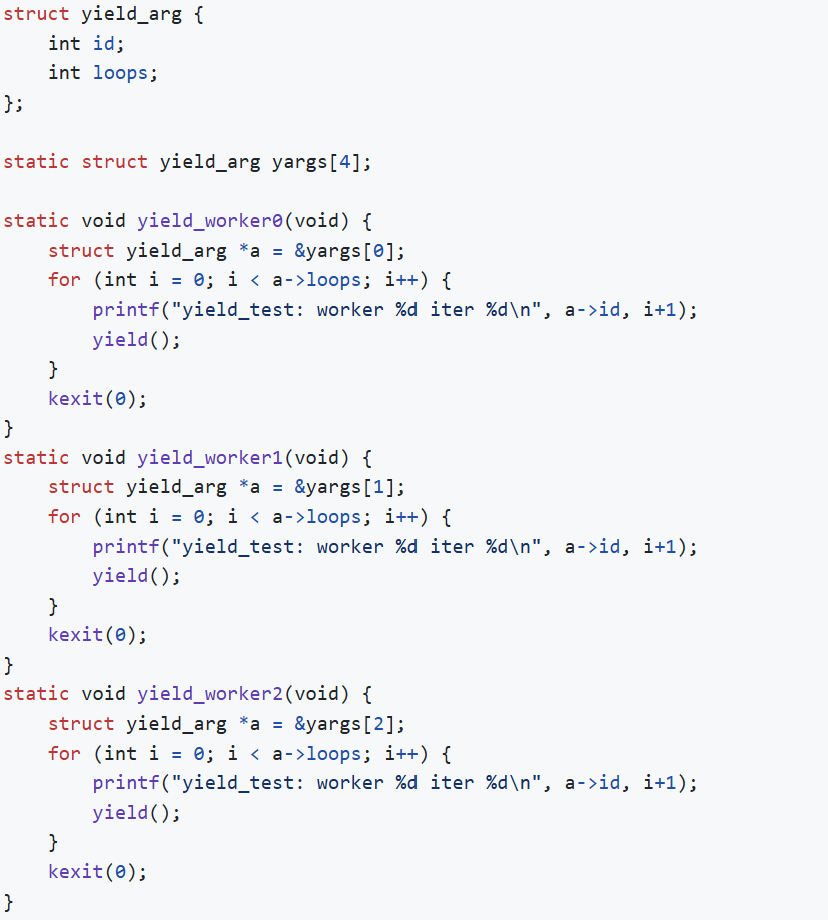 struct yield_arg {
    int id;
    int loops;
};

static struct yield_arg yargs[4];

static void yield_worker0(void) {
    struct yield_arg *a = &yargs[0];
    for (int i = 0; i < a->loops; i++) {
        printf("yield_test: worker %d iter %d\n", a->id, i+1);
        yield();
    }
    kexit(0);
}
static void yield_worker1(void) {
    struct yield_arg *a = &yargs[1];
    for (int i = 0; i < a->loops; i++) {
        printf("yield_test: worker %d iter %d\n", a->id, i+1);
        yield();
    }
    kexit(0);
}
static void yield_worker2(void) {
    struct yield_arg *a = &yargs[2];
    for (int i = 0; i < a->loops; i++) {
        printf("yield_test: worker %d iter %d\n", a->id, i+1);
        yield();
    }
    kexit(0);
}